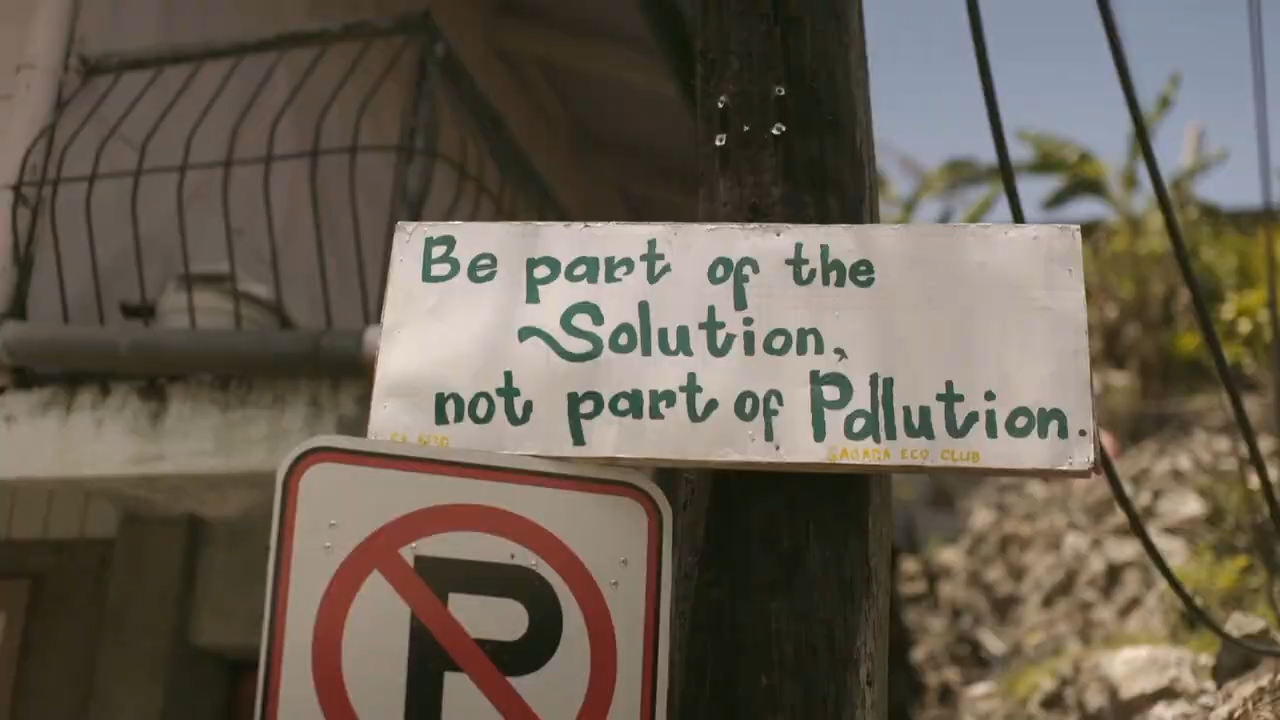 Be part of the
Solution,
not part of Pollution.
SAGADA ECO CLUB
P